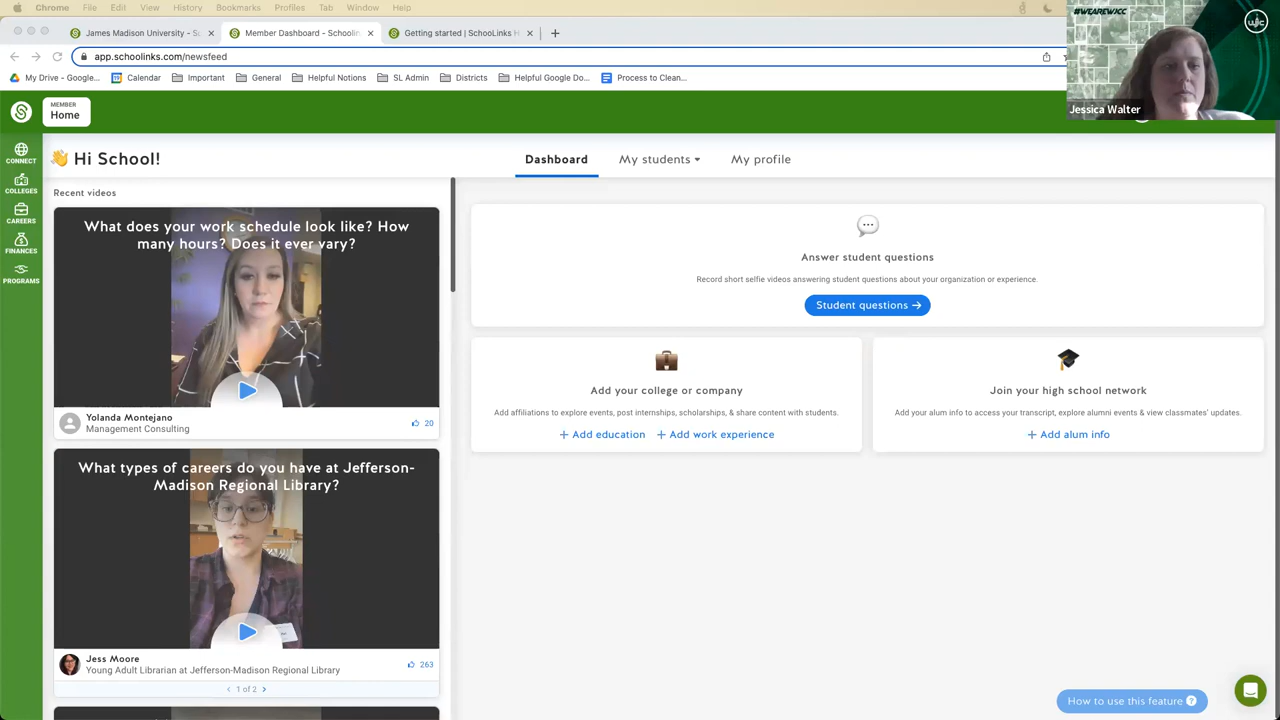 Chrome File Edit View History Bookmarks Profiles Tab Window Help
James Madison University - Sc
Member Dashboard - Schoolin
Getting started | SchooLinks H
app.schoolinks.com/newsfeed
My Drive - Google... Calendar Important General Helpful Notions SL Admin Districts Helpful Google Do... Process to Clean...
#WEAREWJCC
wjc
Jessica Walter
MEMBER
Home
CONNECT
COLLEGES
CAREERS
FINANCES
PROGRAMS
Hi School!
Dashboard My students My profile
Recent videos
What does your work schedule look like? How
many hours? Does it ever vary?
Yolanda Montejano
Management Consulting
20
What types of careers do you have at Jefferson-
Madison Regional Library?
Jess Moore
Young Adult Librarian at Jefferson-Madison Regional Library
263
< 1 of 2 >
Answer student questions
Record short selfie videos answering student questions about your organization or experience.
Student questions →
Add your college or company
Add affiliations to explore events, post internships, scholarships, & share content with students.
+ Add education + Add work experience
Join your high school network
Add your alum info to access your transcript, explore alumni events & view classmates' updates.
+ Add alum info
How to use this feature ?